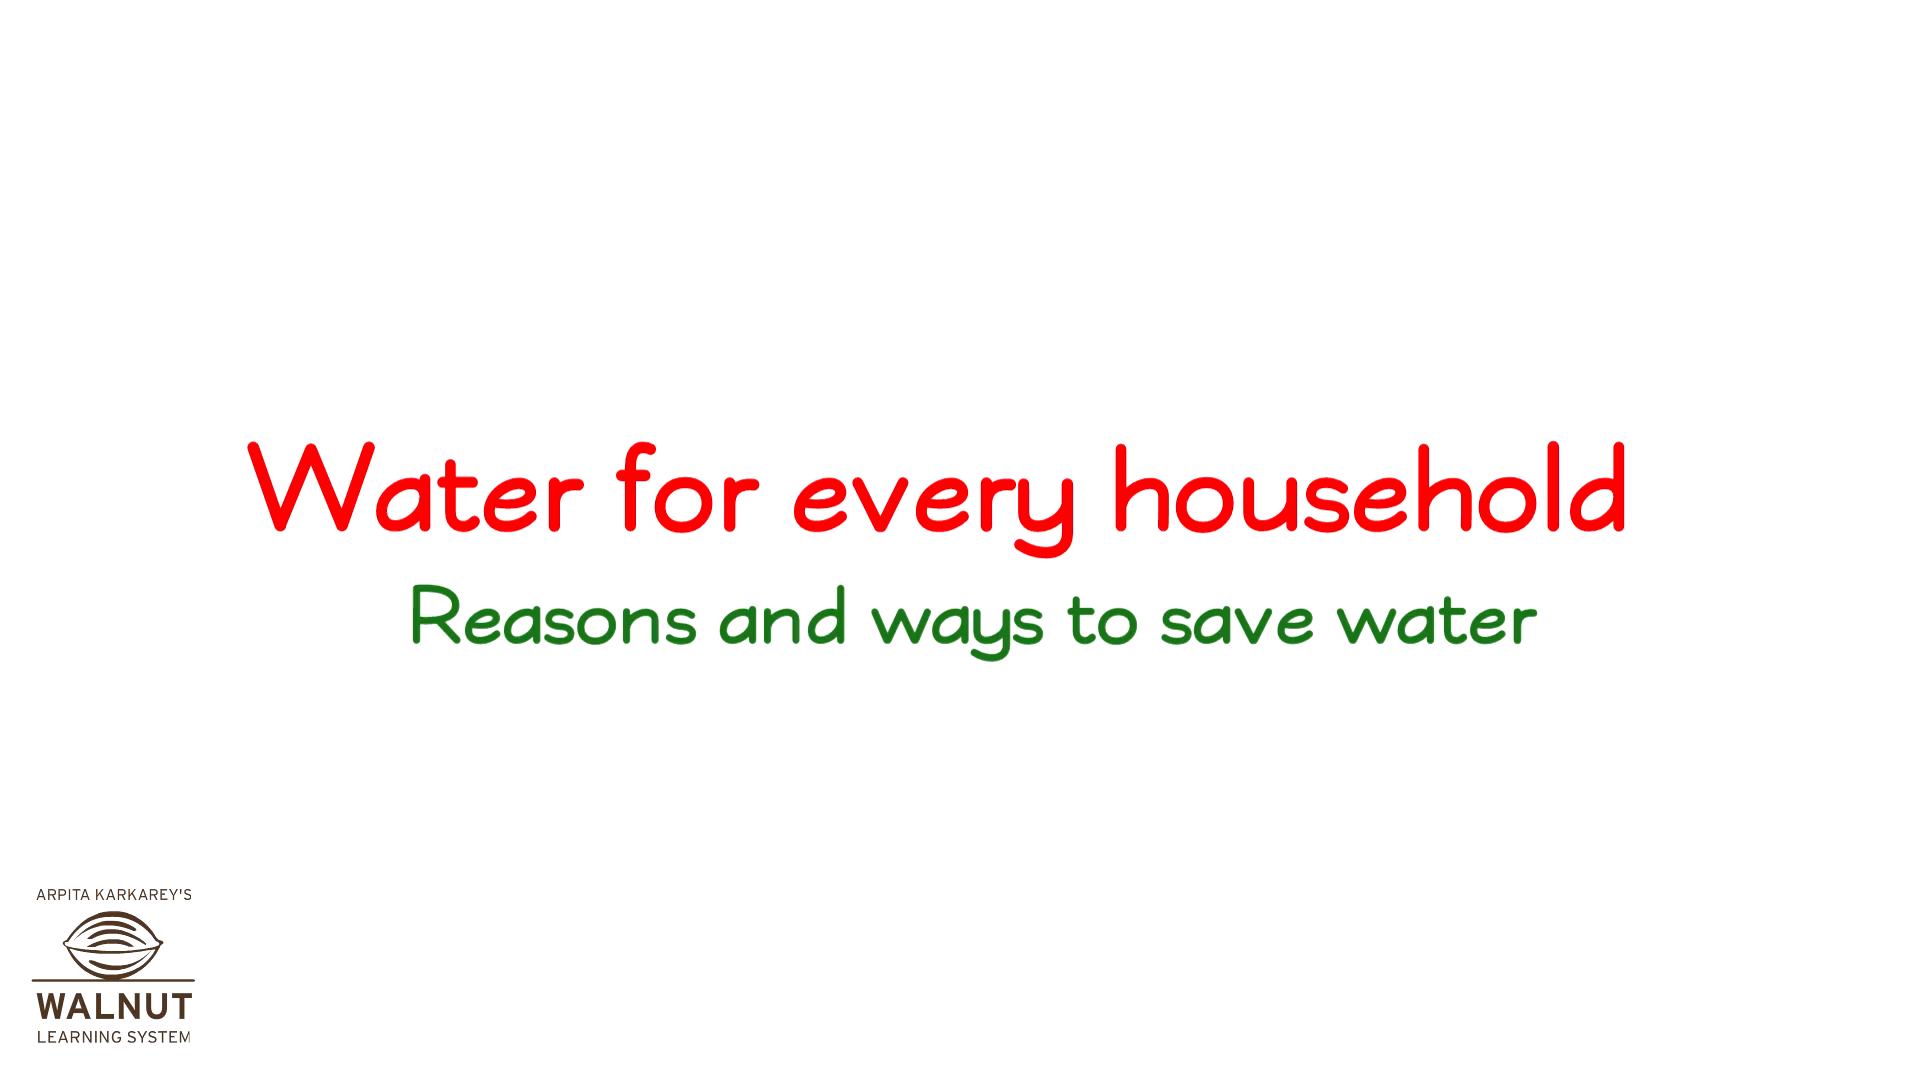 Water for every household
Reasons and ways to save water
ARPITA KARKAREY'S
WALNUT
LEARNING SYSTEM